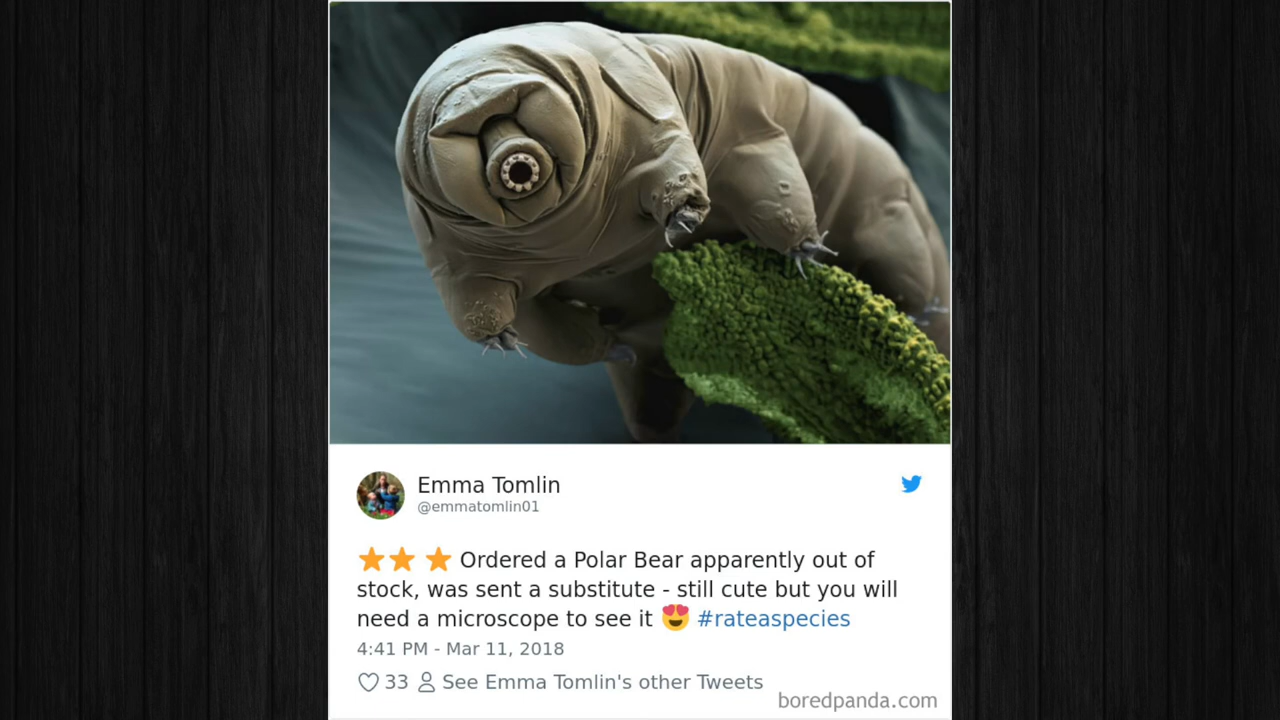 Emma Tomlin
@emmatomlin01
⭐⭐ ⭐ Ordered a Polar Bear apparently out of
stock, was sent a substitute - still cute but you will
need a microscope to see it 😍 #rateaspecies
4:41 PM - Mar 11, 2018
33 See Emma Tomlin's other Tweets
boredpanda.com